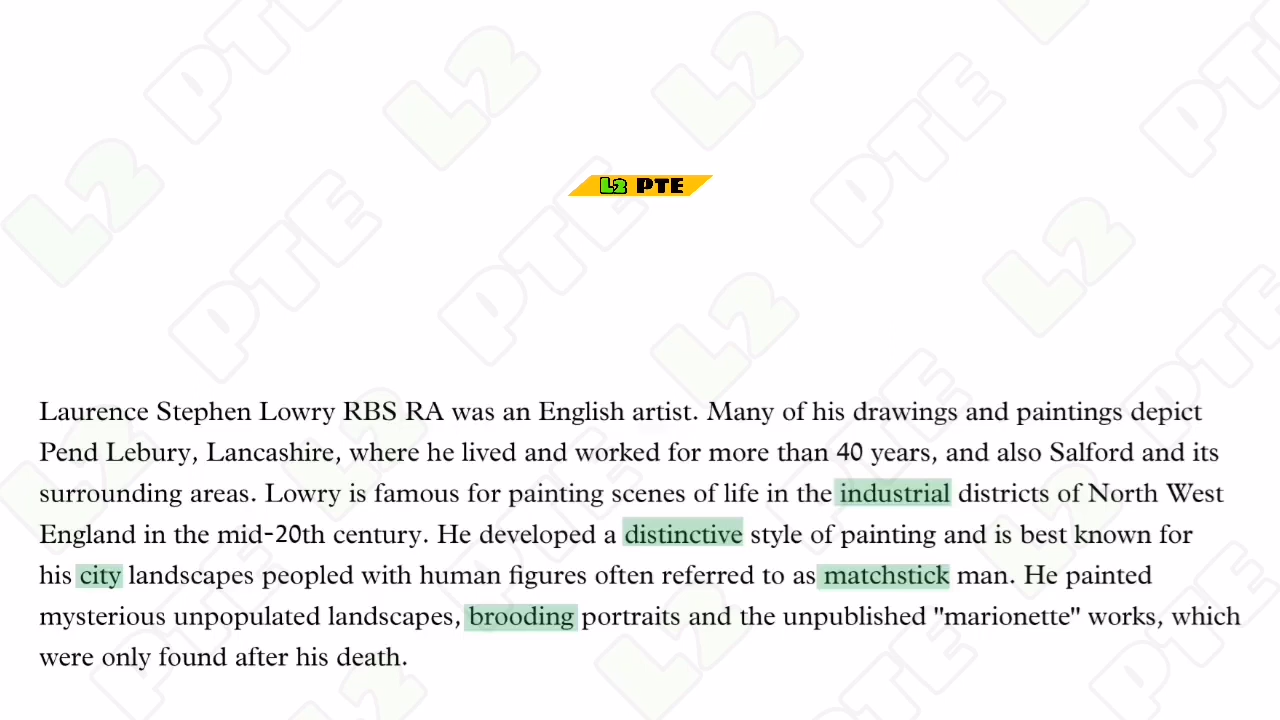 L2 PTE
Laurence Stephen Lowry RBS RA was an English artist. Many of his drawings and paintings depict
Pend Lebury, Lancashire, where he lived and worked for more than 40 years, and also Salford and its
surrounding areas. Lowry is famous for painting scenes of life in the industrial districts of North West
England in the mid-20th century. He developed a distinctive style of painting and is best known for
his city landscapes peopled with human figures often referred to as matchstick man. He painted
mysterious unpopulated landscapes, brooding portraits and the unpublished "marionette" works, which
were only found after his death.